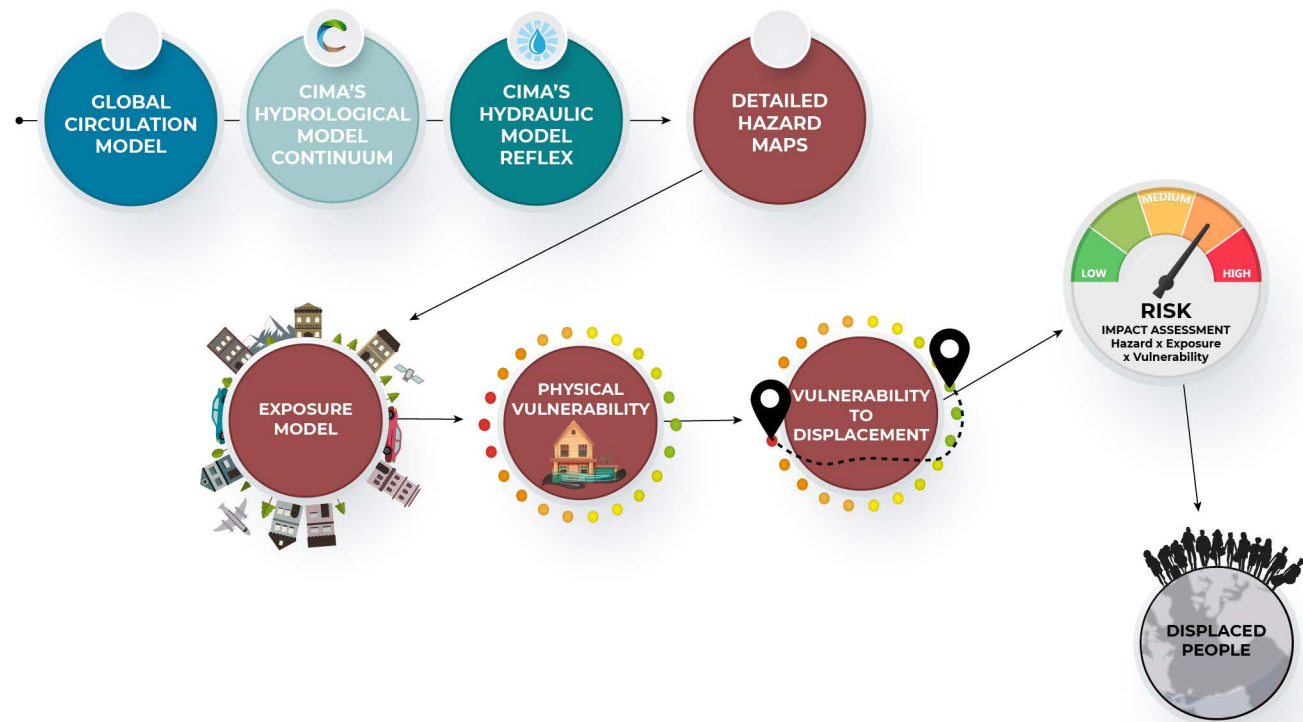 GLOBAL
CIRCULATION
MODEL
CIMA'S
HYDROLOGICAL
MODEL
CONTINUUM
CIMA'S
HYDRAULIC
MODEL
REFLEX
DETAILED
HAZARD
MAPS
EXPOSURE
MODEL
PHYSICAL
VULNERABILITY
VULNERABILITY
TO
DISPLACEMENT
LOW
MEDIUM
HIGH
RISK
IMPACT ASSESSMENT
Hazard x Exposure
x Vulnerability
DISPLACED
PEOPLE